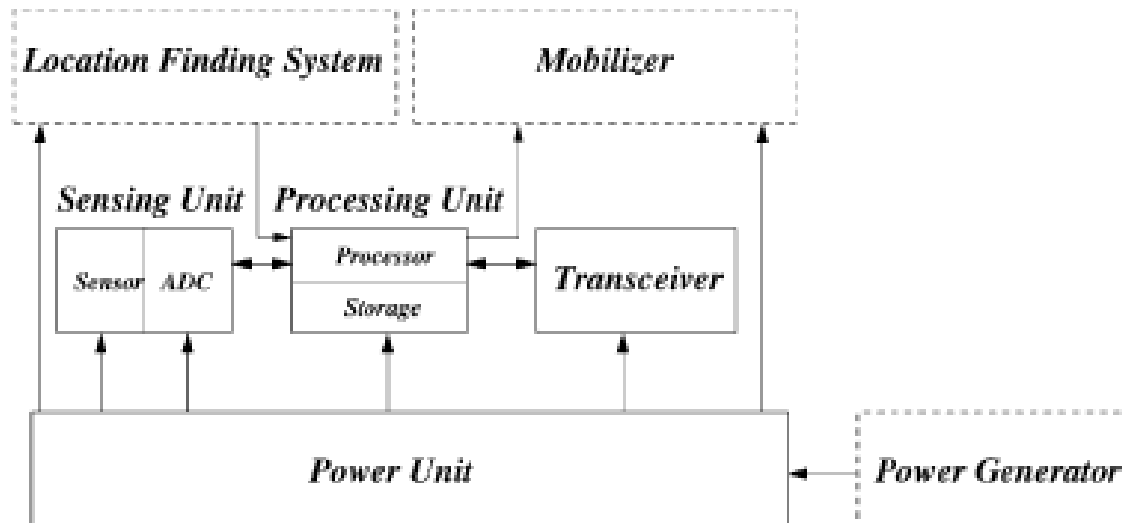 Location Finding System
Mobilizer
Sensing Unit
Processing Unit
Sensor
ADC
Processor
Storage
Transceiver
Power Unit
Power Generator